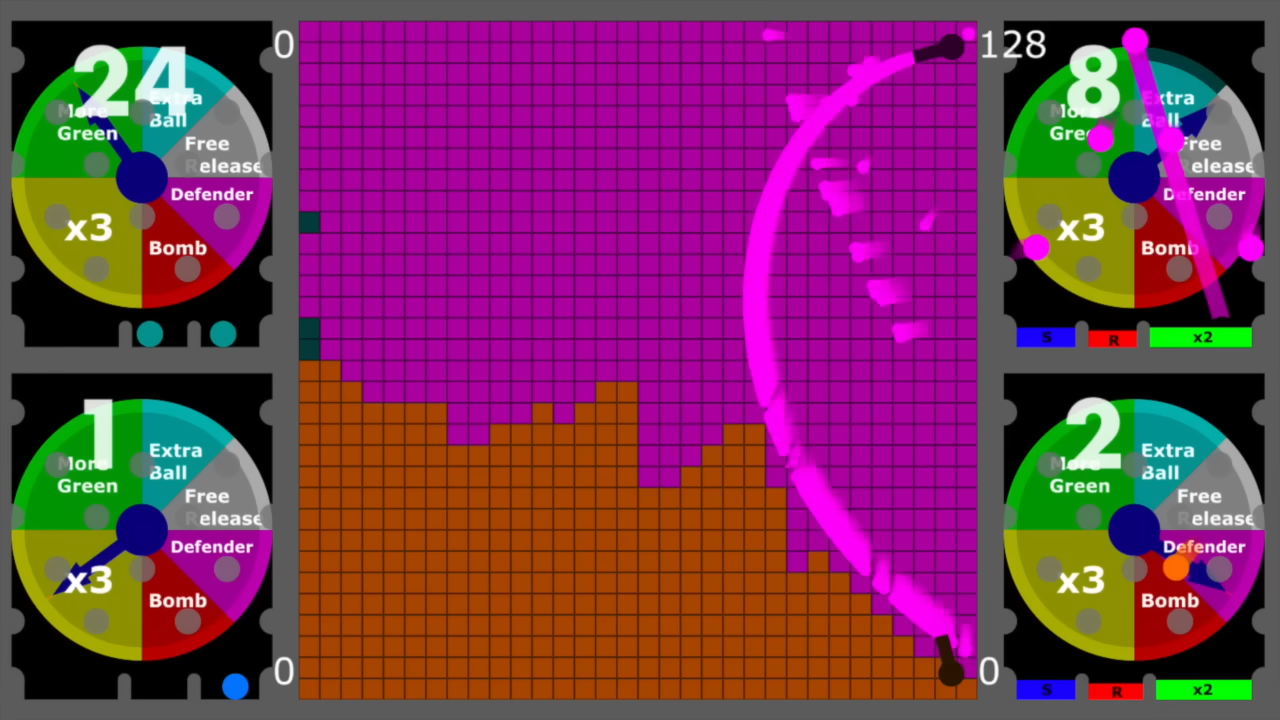 24
Extra
Ball
More
Green
Free
Release
Defender
x3
Bomb
0
128
8
Extra
Ball
More
Green
Free
Release
Defender
x3
Bomb
S
R
x2
1
Extra
Ball
More
Green
Free
Release
Defender
x3
Bomb
0
0
2
Extra
Ball
More
Green
Free
Release
Defender
x3
Bomb
S
R
x2